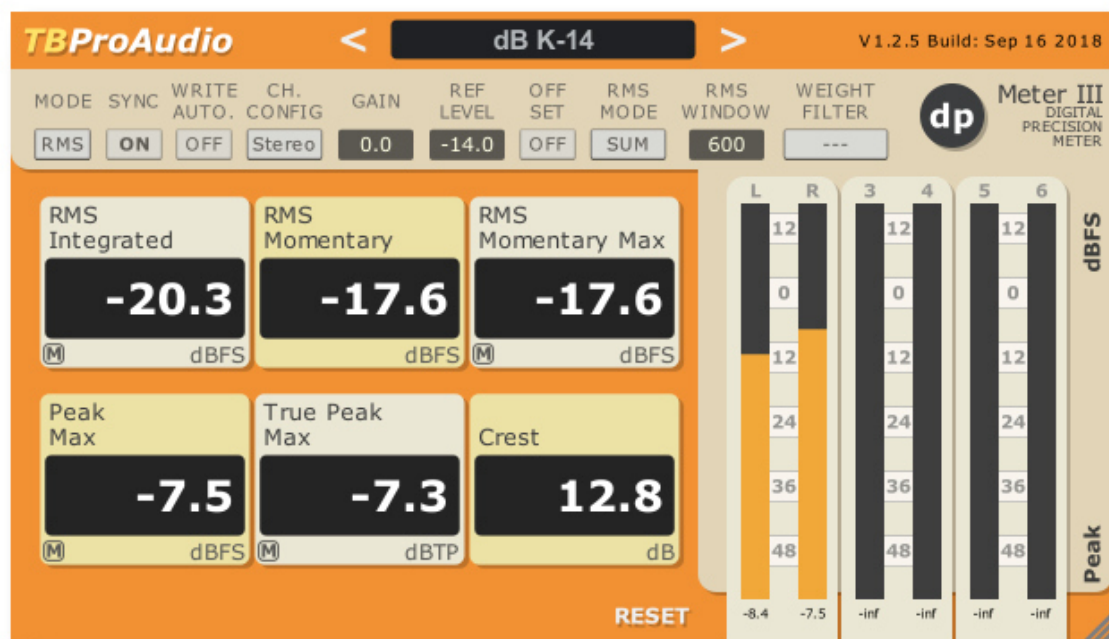 TBProAudio < dB K-14 > V1.2.5 Build: Sep 16 2018
MODE SYNC WRITE AUTO. CH. CONFIG GAIN REF LEVEL OFF SET RMS MODE RMS WINDOW WEIGHT FILTER
RMS ON OFF Stereo 0.0 -14.0 OFF SUM 600 ---
dp
Meter III
DIGITAL
PRECISION
METER
RMS
Integrated
-20.3
M dBFS
RMS
Momentary
-17.6
dBFS
RMS
Momentary Max
-17.6
M dBFS
Peak
Max
-7.5
M dBFS
True Peak
Max
-7.3
M dBTP
Crest
12.8
dB
RESET
L R 3 4 5 6
12 12 12
0 0 0
12 12 12
24 24 24
36 36 36
48 48 48
-8.4 -7.5 -inf -inf -inf -inf
dBFS
Peak